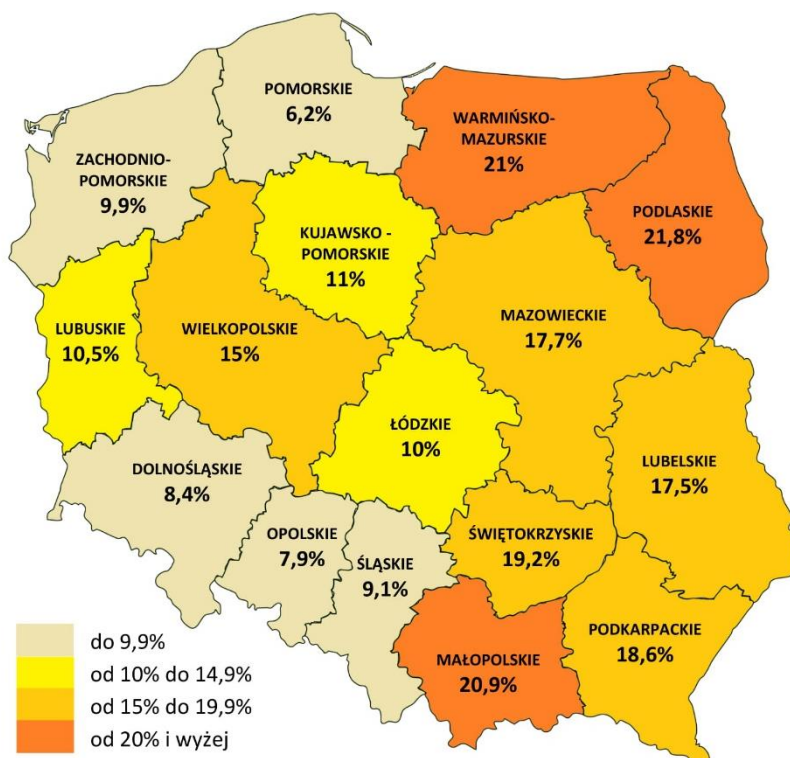 POMORSKIE
6,2%
WARMIŃSKO-
MAZURSKIE
21%
ZACHODNIO-
POMORSKIE
9,9%
PODLASKIE
21,8%
KUJAWSKO -
POMORSKIE
11%
LUBUSKIE
10,5%
WIELKOPOLSKIE
15%
MAZOWIECKIE
17,7%
ŁÓDZKIE
10%
LUBELSKIE
17,5%
DOLNOŚLĄSKIE
8,4%
OPOLSKIE
7,9%
ŚLĄSKIE
9,1%
ŚWIĘTOKRZYSKIE
19,2%
MAŁOPOLSKIE
20,9%
PODKARPACKIE
18,6%
do 9,9%
od 10% do 14,9%
od 15% do 19,9%
od 20% i wyżej